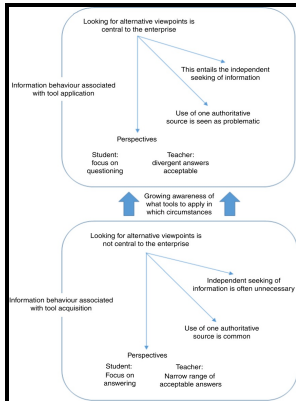 Looking for alternative viewpoints is
central to the enterprise
This entails the independent
seeking of information
Information behaviour associated
with tool application
Use of one authoritative
source is seen as problematic
Perspectives
Student:
focus on
questioning
Teacher:
divergent answers
acceptable
Growing awareness of
what tools to apply in
which circumstances
Looking for alternative viewpoints is
not central to the enterprise
Independent seeking of
information is often unnecessary
Information behaviour associated
with tool acquisition
Use of one authoritative
source is common
Perspectives
Student:
Focus on
answering
Teacher:
Narrow range of
acceptable answers